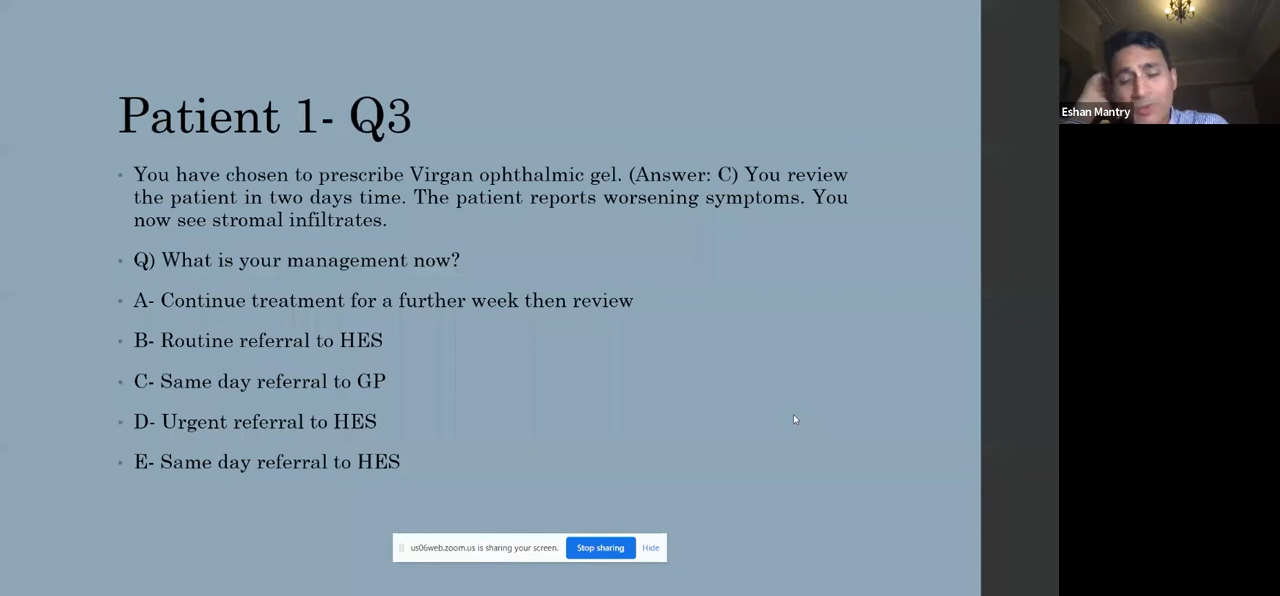 Patient 1- Q3
You have chosen to prescribe Virgan ophthalmic gel. (Answer: C) You review
the patient in two days time. The patient reports worsening symptoms. You
now see stromal infiltrates.
Q) What is your management now?
A- Continue treatment for a further week then review
B- Routine referral to HES
C- Same day referral to GP
D- Urgent referral to HES
E- Same day referral to HES
us06web.zoom.us is sharing your screen. Stop sharing Hide
Eshan Mantry